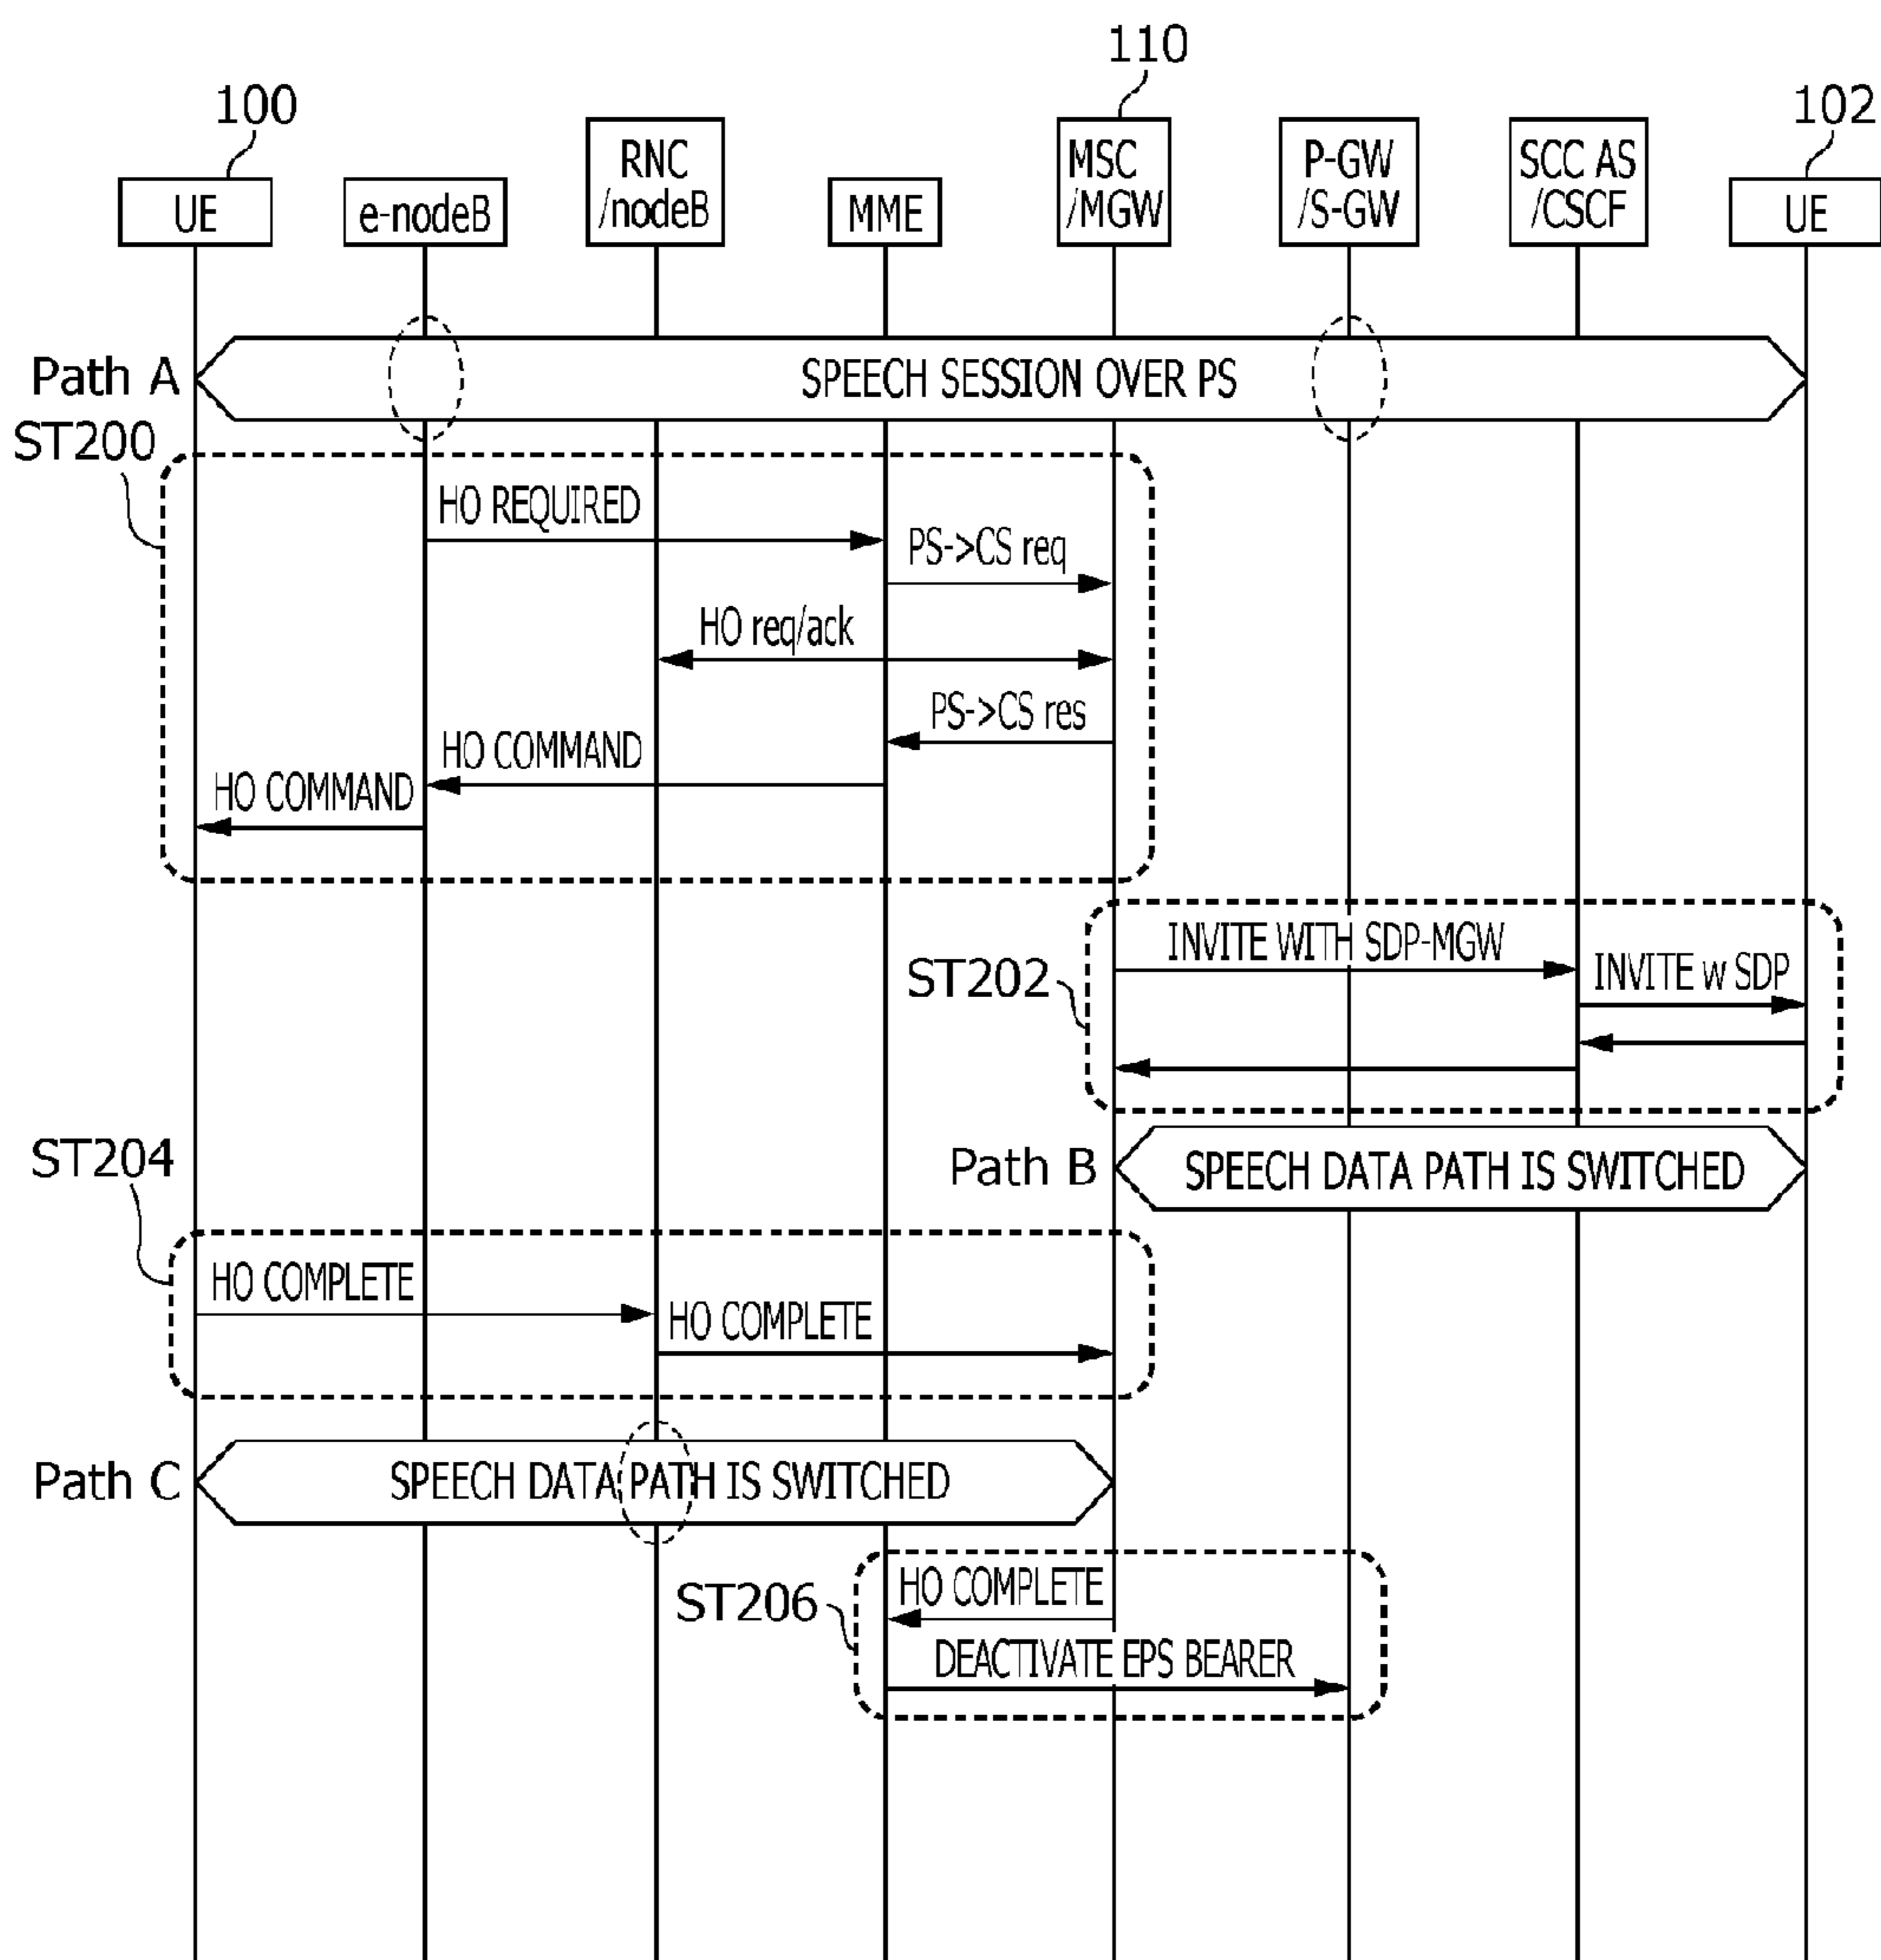 110
100
102
RNC
/nodeB
MSC
/MGW
P-GW
/S-GW
SCC AS
/CSCF
UE
e-nodeB
MME
UE
Path A
SPEECH SESSION OVER PS
ST200
HO REQUIRED
PS->CS req
HO req/ack
PS->CS res
HO COMMAND
HO COMMAND
INVITE WITH SDP-MGW
ST202
INVITE w SDP
ST204
Path B
SPEECH DATA PATH IS SWITCHED
HO COMPLETE
HO COMPLETE
Path C
SPEECH DATA PATH IS SWITCHED
ST206
HO COMPLETE
DEACTIVATE EPS BEARER